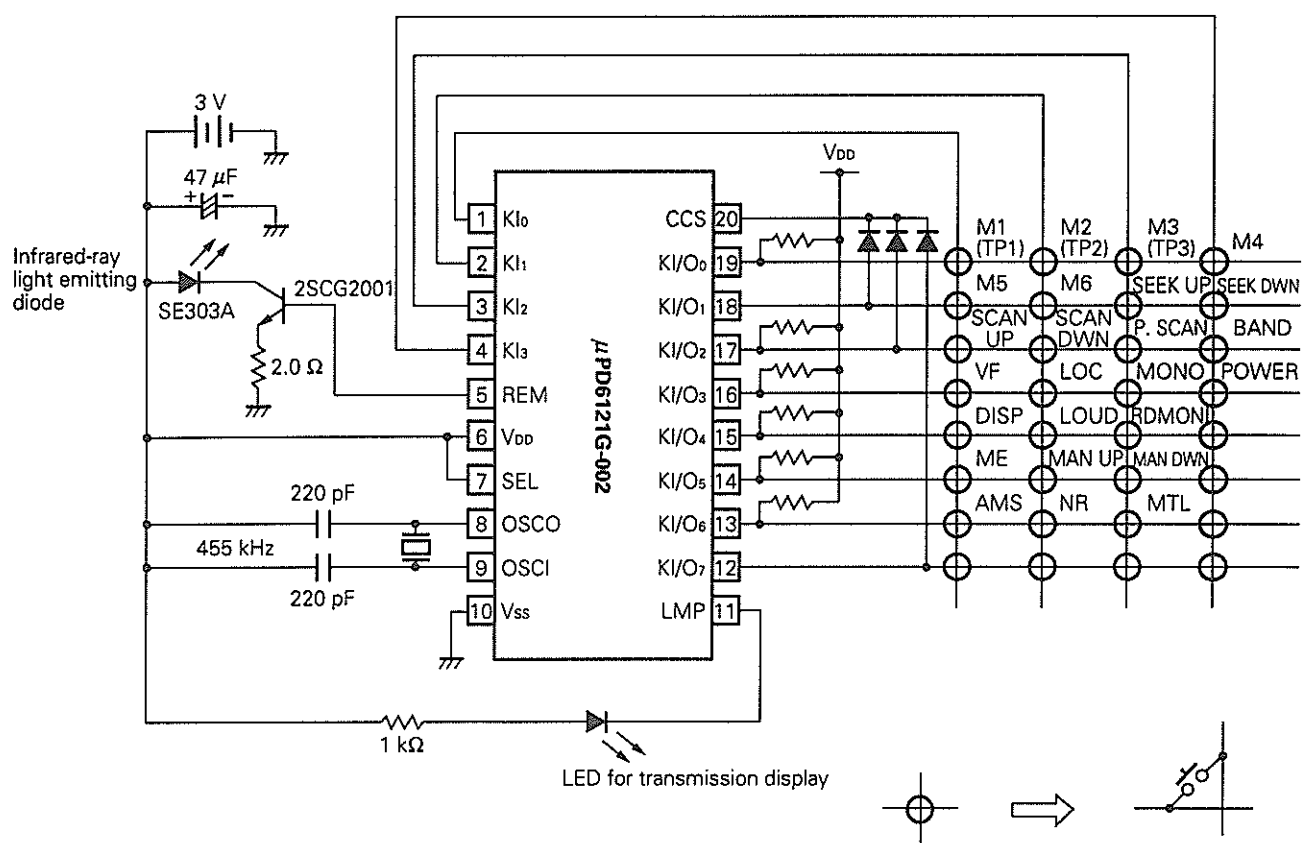 3 V
47 μF
+ −
Infrared-ray
light emitting
diode
SE303A
2SCG2001
2.0 Ω
220 pF
455 kHz
220 pF
1 kΩ
LED for transmission display
μPD6121G-002
1 KI0
2 KI1
3 KI2
4 KI3
5 REM
6 VDD
7 SEL
8 OSCO
9 OSCI
10 VSS
CCS 20
KI/O0 19
KI/O1 18
KI/O2 17
KI/O3 16
KI/O4 15
KI/O5 14
KI/O6 13
KI/O7 12
LMP 11
VDD
M1 (TP1) M2 (TP2) M3 (TP3) M4
M5 M6 SEEK UP SEEK DWN
SCAN UP SCAN DWN P. SCAN BAND
VF LOC MONO POWER
DISP LOUD RDMONI
ME MAN UP MAN DWN
AMS NR MTL